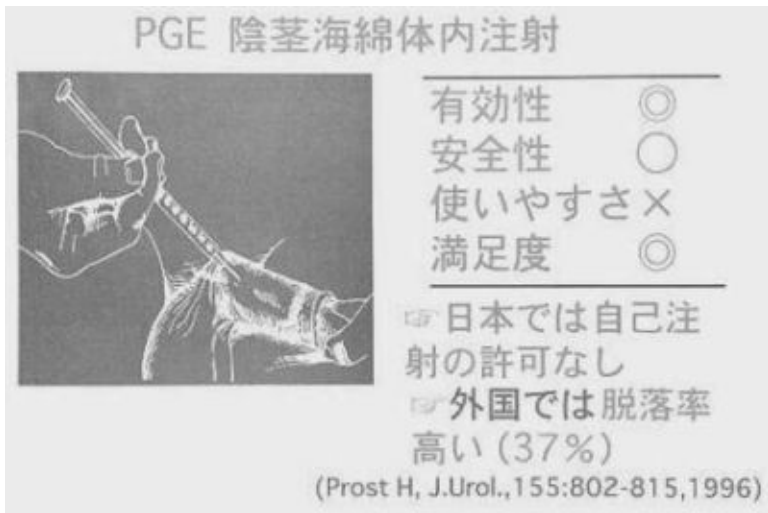 PGE 陰茎海綿体内注射
有効性 ◎
安全性 ○
使いやすさ×
満足度 ◎
☞日本では自己注
射の許可なし
☞外国では脱落率
高い (37%)
(Prost H, J.Urol.,155:802-815,1996)